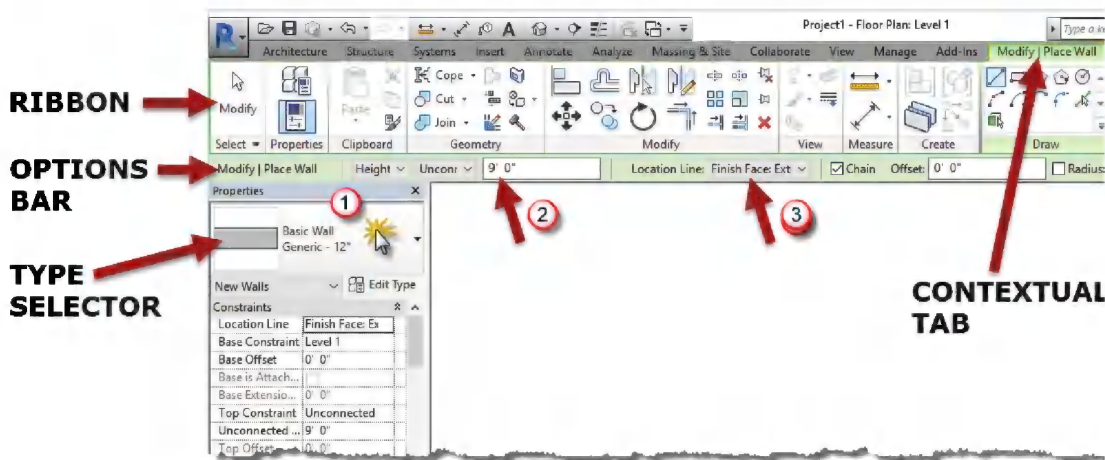 Project1 - Floor Plan: Level 1
Type a ke
Architecture Structure Systems Insert Annotate Analyze Massing & Site Collaborate View Manage Add-Ins Modify | Place Wall
RIBBON
Modify
Paste
Cope
Cut
Join
Select Properties Clipboard Geometry Modify View Measure Create Draw
OPTIONS
BAR
Modify | Place Wall Height Unconr 9' 0" Location Line: Finish Face: Ext Chain Offset: 0' 0" Radius:
Properties
1
2
3
Basic Wall
Generic - 12"
TYPE
SELECTOR
New Walls Edit Type
Constraints
Location Line Finish Face: Ex
Base Constraint Level 1
Base Offset 0' 0"
Base is Attach...
Base Extensio... 0' 0"
Top Constraint Unconnected
Unconnected ... 9' 0"
Top Offset 0' 0"
CONTEXTUAL
TAB